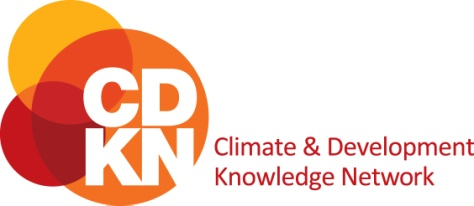 CD
KN
Climate & Development
Knowledge Network